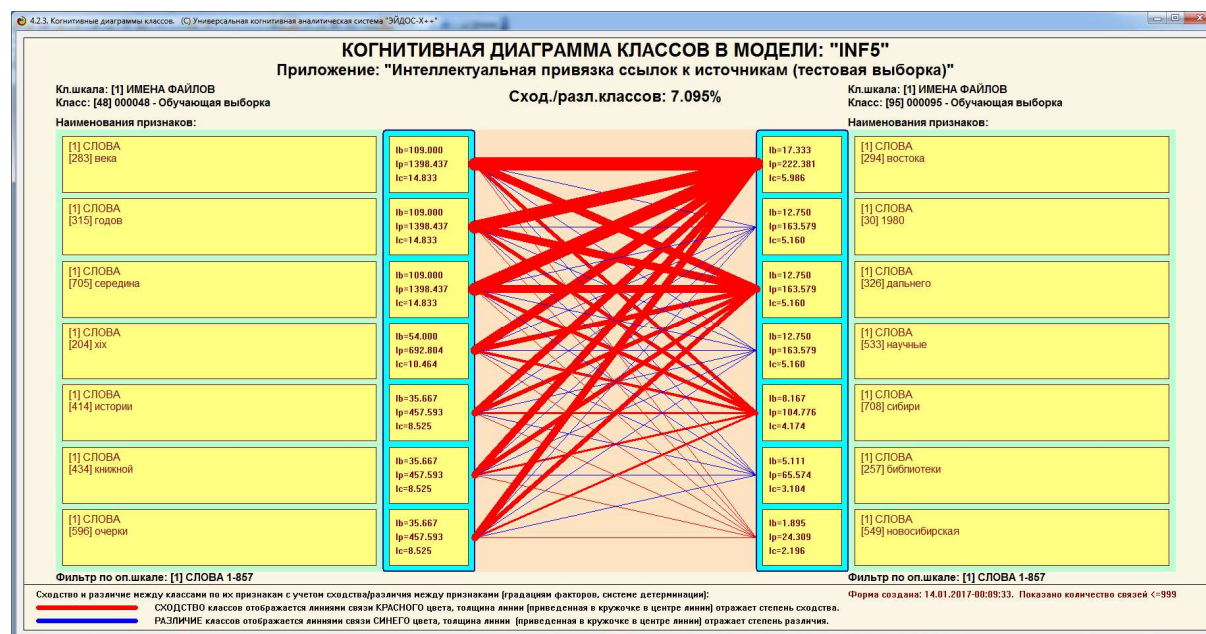 4.2.3. Когнитивные диаграммы классов. (C) Универсальная когнитивная аналитическая система "ЭЙДОС-X++"
КОГНИТИВНАЯ ДИАГРАММА КЛАССОВ В МОДЕЛИ: "INF5"
Приложение: "Интеллектуальная привязка ссылок к источникам (тестовая выборка)"
Кл.шкала: [1] ИМЕНА ФАЙЛОВ
Класс: [48] 000048 - Обучающая выборка
Сход./разл.классов: 7.095%
Кл.шкала: [1] ИМЕНА ФАЙЛОВ
Класс: [95] 000095 - Обучающая выборка
Наименования признаков:
Наименования признаков:
[1] СЛОВА
[283] века
Ib=109.000
Ip=1398.437
Ic=14.833
Ib=17.333
Ip=222.381
Ic=5.986
[1] СЛОВА
[294] востока
[1] СЛОВА
[315] годов
Ib=109.000
Ip=1398.437
Ic=14.833
Ib=12.750
Ip=163.579
Ic=5.160
[1] СЛОВА
[30] 1980
[1] СЛОВА
[705] середина
Ib=109.000
Ip=1398.437
Ic=14.833
Ib=12.750
Ip=163.579
Ic=5.160
[1] СЛОВА
[326] дальнего
[1] СЛОВА
[204] xix
Ib=54.000
Ip=692.804
Ic=10.464
Ib=12.750
Ip=163.579
Ic=5.160
[1] СЛОВА
[533] научные
[1] СЛОВА
[414] истории
Ib=35.667
Ip=457.593
Ic=8.525
Ib=8.167
Ip=104.776
Ic=4.174
[1] СЛОВА
[708] сибири
[1] СЛОВА
[434] книжной
Ib=35.667
Ip=457.593
Ic=8.525
Ib=5.111
Ip=65.574
Ic=3.104
[1] СЛОВА
[257] библиотеки
[1] СЛОВА
[596] очерки
Ib=35.667
Ip=457.593
Ic=8.525
Ib=1.895
Ip=24.309
Ic=2.196
[1] СЛОВА
[549] новосибирская
Фильтр по оп.шкале: [1] СЛОВА 1-857
Фильтр по оп.шкале: [1] СЛОВА 1-857
Сходство и различие между классами по их признакам с учетом сходства/различия между признаками (градациям факторов, системе детерминации):
Форма создана: 14.01.2017-00:09:33. Показано количество связей <=999
СХОДСТВО классов отображается линиями связи КРАСНОГО цвета, толщина линии (приведенная в кружочке в центре линии) отражает степень сходства.
РАЗЛИЧИЕ классов отображается линиями связи СИНЕГО цвета, толщина линии (приведенная в кружочке в центре линии) отражает степень различия.